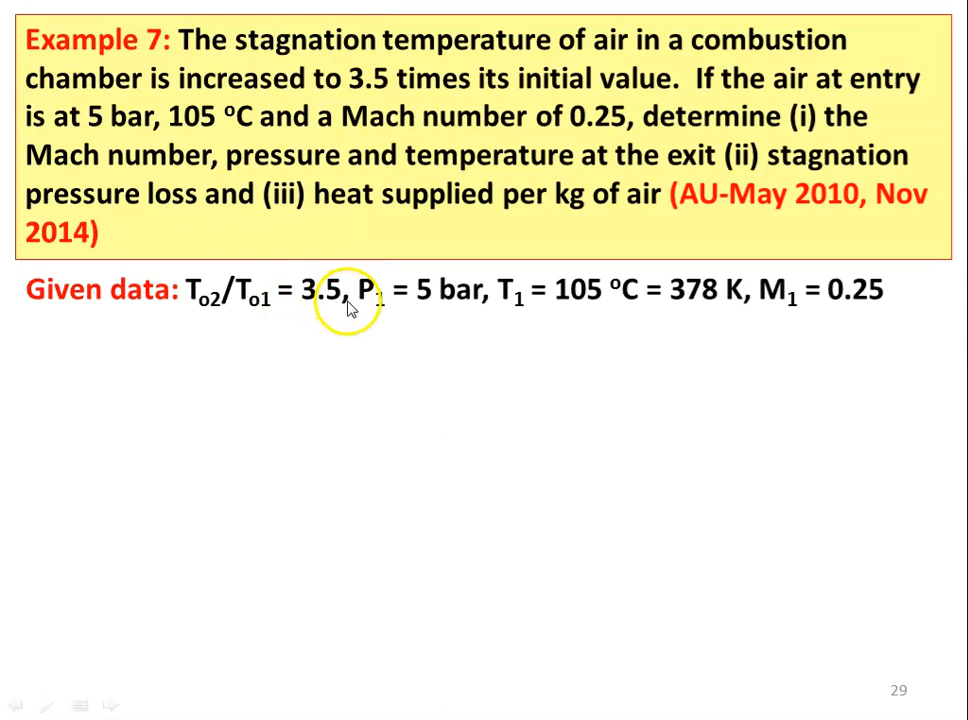 Example 7: The stagnation temperature of air in a combustion
chamber is increased to 3.5 times its initial value. If the air at entry
is at 5 bar, 105 ⁰C and a Mach number of 0.25, determine (i) the
Mach number, pressure and temperature at the exit (ii) stagnation
pressure loss and (iii) heat supplied per kg of air (AU-May 2010, Nov
2014)
Given data: Tₒ₂/Tₒ₁ = 3.5, P₁ = 5 bar, T₁ = 105 ⁰C = 378 K, M₁ = 0.25
29